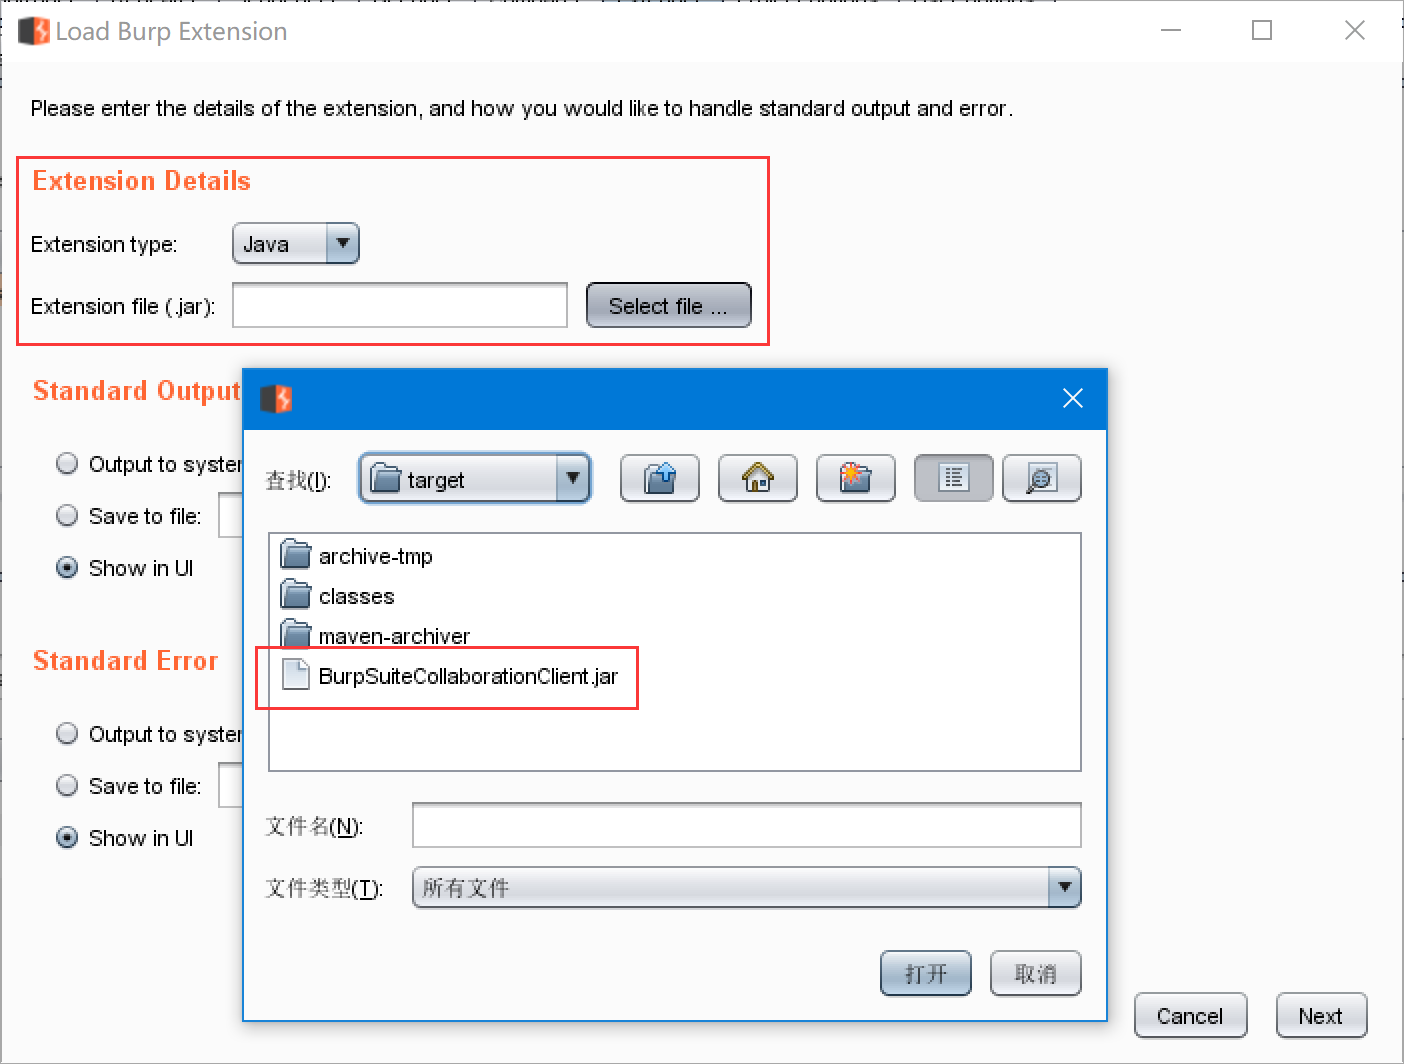 Load Burp Extension
Please enter the details of the extension, and how you would like to handle standard output and error.
Extension Details
Extension type: Java
Extension file (.jar): Select file ...
Standard Output
Output to system
Save to file:
Show in UI
Standard Error
Output to system
Save to file:
Show in UI
查找(I): target
archive-tmp
classes
maven-archiver
BurpSuiteCollaborationClient.jar
文件名(N):
文件类型(T): 所有文件
打开 取消
Cancel Next